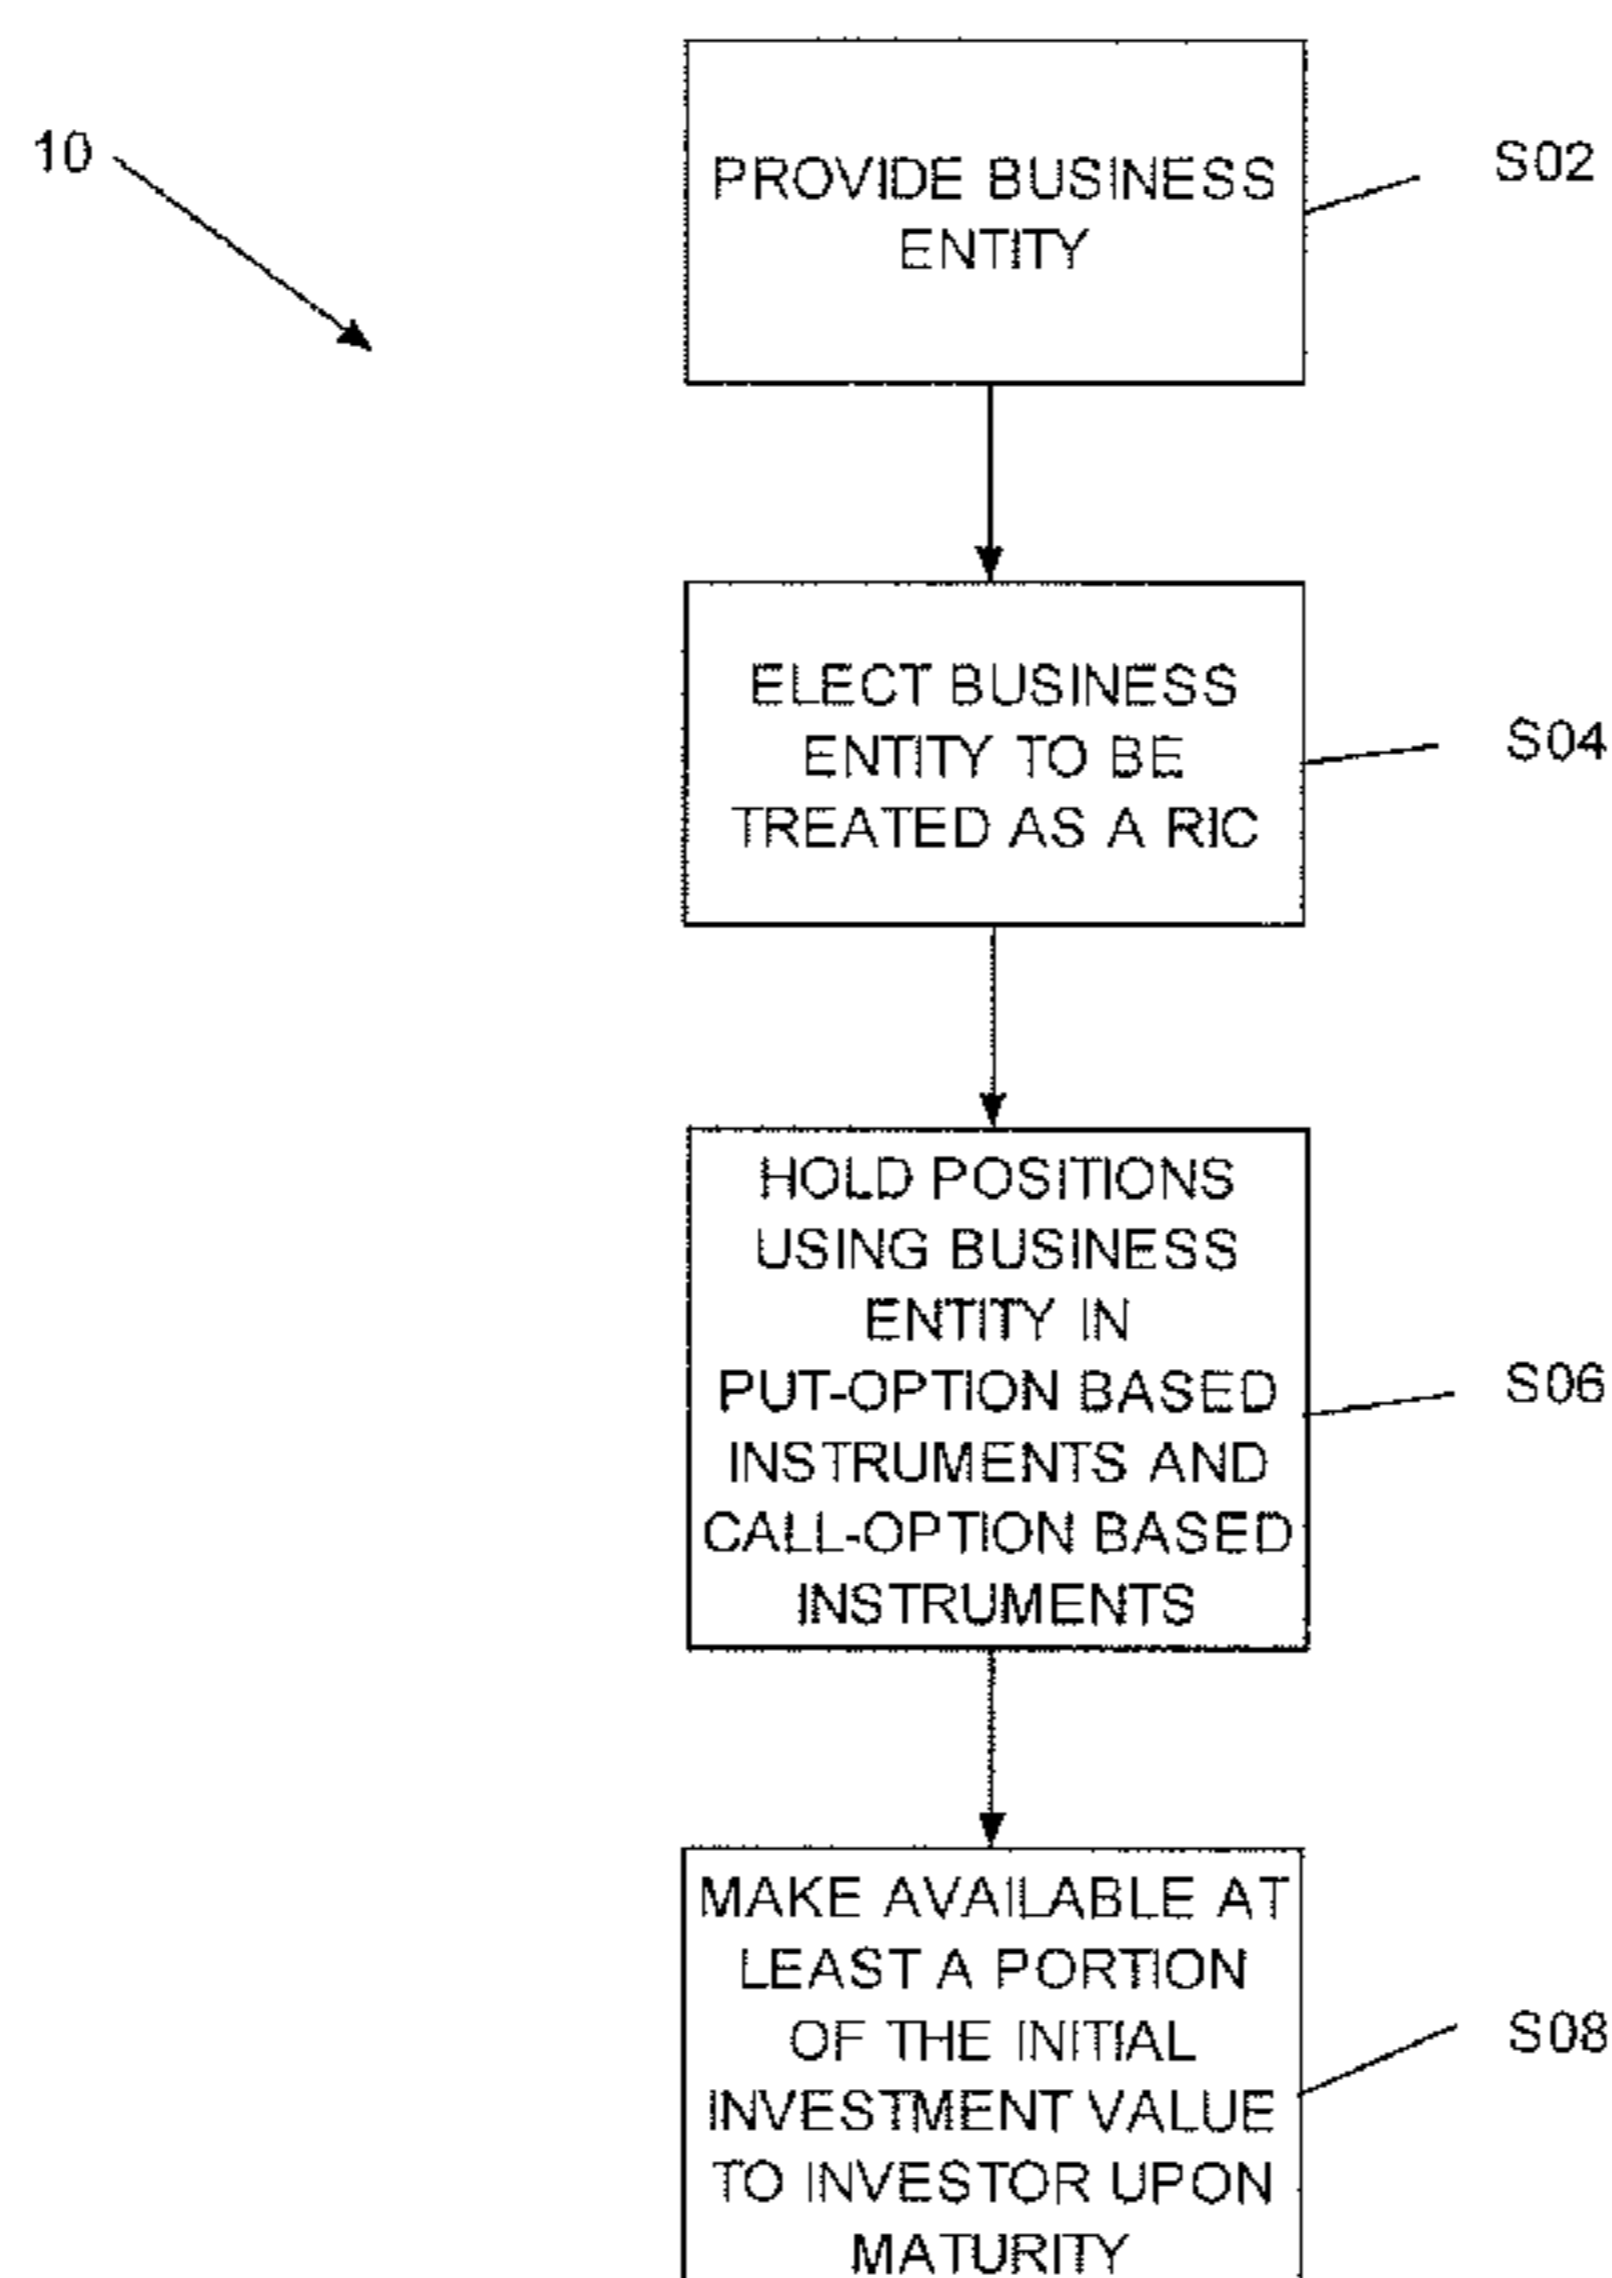 10
PROVIDE BUSINESS
ENTITY
S02
ELECT BUSINESS
ENTITY TO BE
TREATED AS A RIC
S04
HOLD POSITIONS
USING BUSINESS
ENTITY IN
PUT-OPTION BASED
INSTRUMENTS AND
CALL-OPTION BASED
INSTRUMENTS
S06
MAKE AVAILABLE AT
LEAST A PORTION
OF THE INITIAL
INVESTMENT VALUE
TO INVESTOR UPON
MATURITY
S08